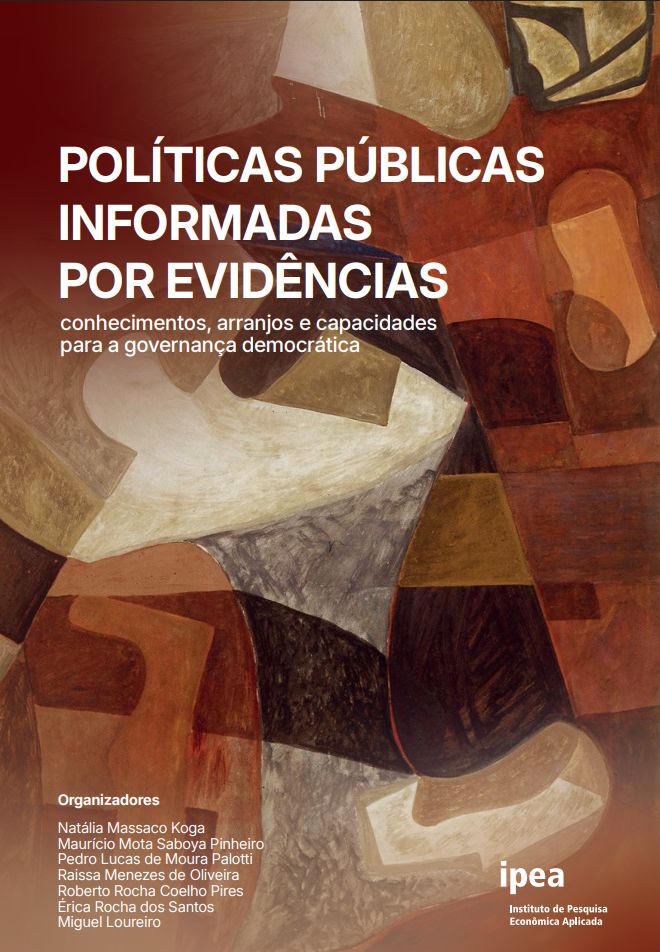 POLÍTICAS PÚBLICAS
INFORMADAS
POR EVIDÊNCIAS
conhecimentos, arranjos e capacidades
para a governança democrática
Organizadores
Natália Massaco Koga
Maurício Mota Saboya Pinheiro
Pedro Lucas de Moura Palotti
Raissa Menezes de Oliveira
Roberto Rocha Coelho Pires
Érica Rocha dos Santos
Miguel Loureiro
ipea
Instituto de Pesquisa
Econômica Aplicada